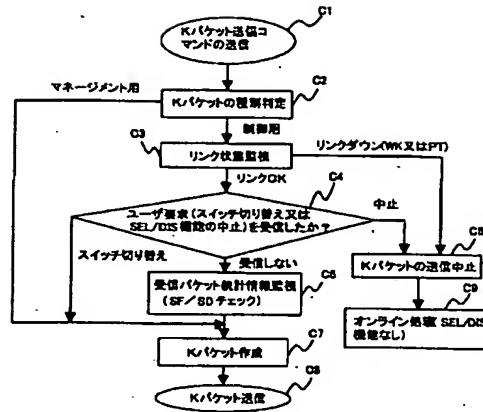 C1
Kパケット送信コ
マンドの送信
マネージメント用
C2
Kパケットの種別判定
制御用
C3
リンク状態監視
リンクダウン(WK又はPT)
リンクOK
C4
ユーザ要求(スイッチ切り替え又は
SEL/DIS機能の中止)を受信したか?
中止
スイッチ切り替え
受信しない
C5
Kパケットの送信中止
C6
受信パケット統計情報監視
(SF/SDチェック)
C9
オンライン処理(SEL/DIS
機能なし)
C7
Kパケット作成
C8
Kパケット送信